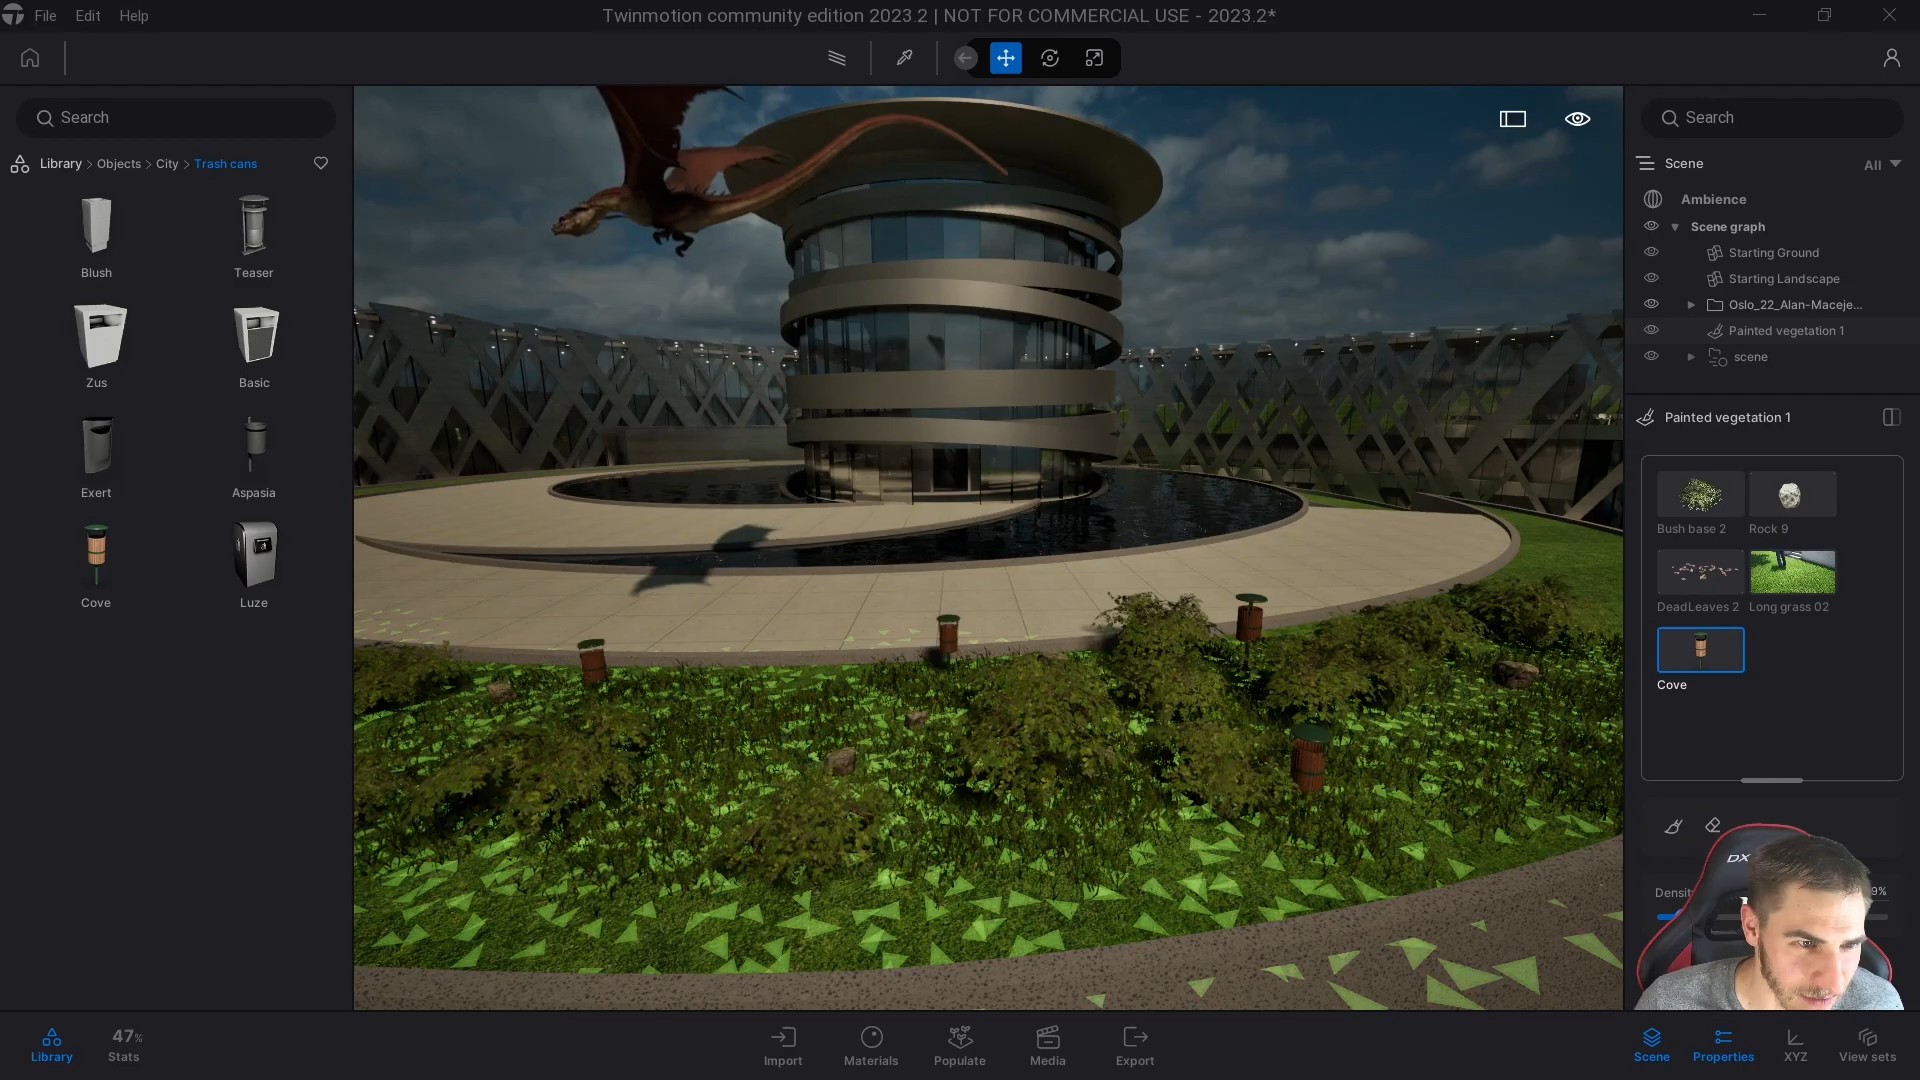 File Edit Help
Twinmotion community edition 2023.2 | NOT FOR COMMERCIAL USE - 2023.2*
Search
Library > Objects > City > Trash cans
Blush Teaser
Zus Basic
Exert Aspasia
Cove Luze
Search
Scene All
Ambience
Scene graph
Starting Ground
Starting Landscape
Oslo_22_Alan-Maceje...
Painted vegetation 1
scene
Painted vegetation 1
Bush base 2 Rock 9
DeadLeaves 2 Long grass 02
Cove
DX
Library
47%
Stats
Import Materials Populate Media Export
Scene Properties XYZ View sets